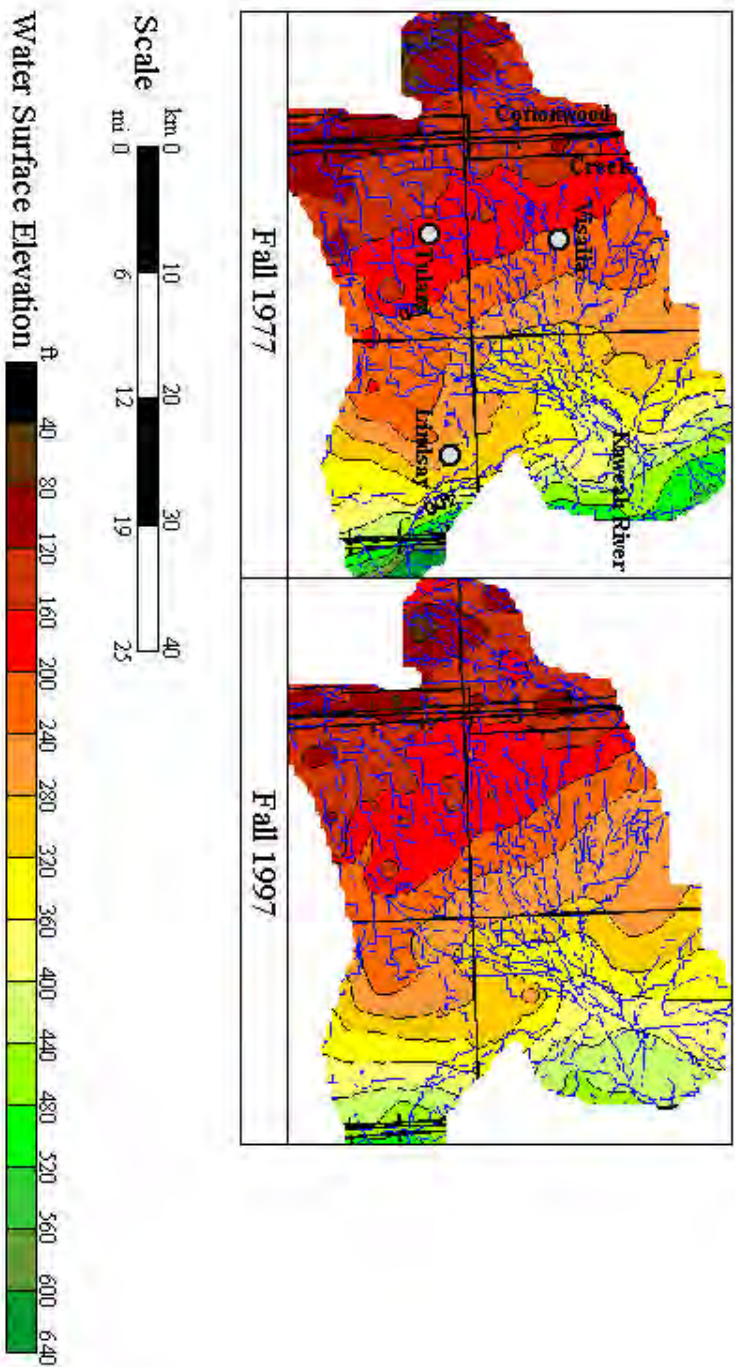 Cottonwood
Creek
Visalia
Tulare
Lindsay
Kaweah River
Fall 1977
Fall 1997
Scale
km 0 10 20 30 40
mi 0 6 12 19 25
Water Surface Elevation
ft
40 80 120 160 200 240 280 320 360 400 440 480 520 560 600 640